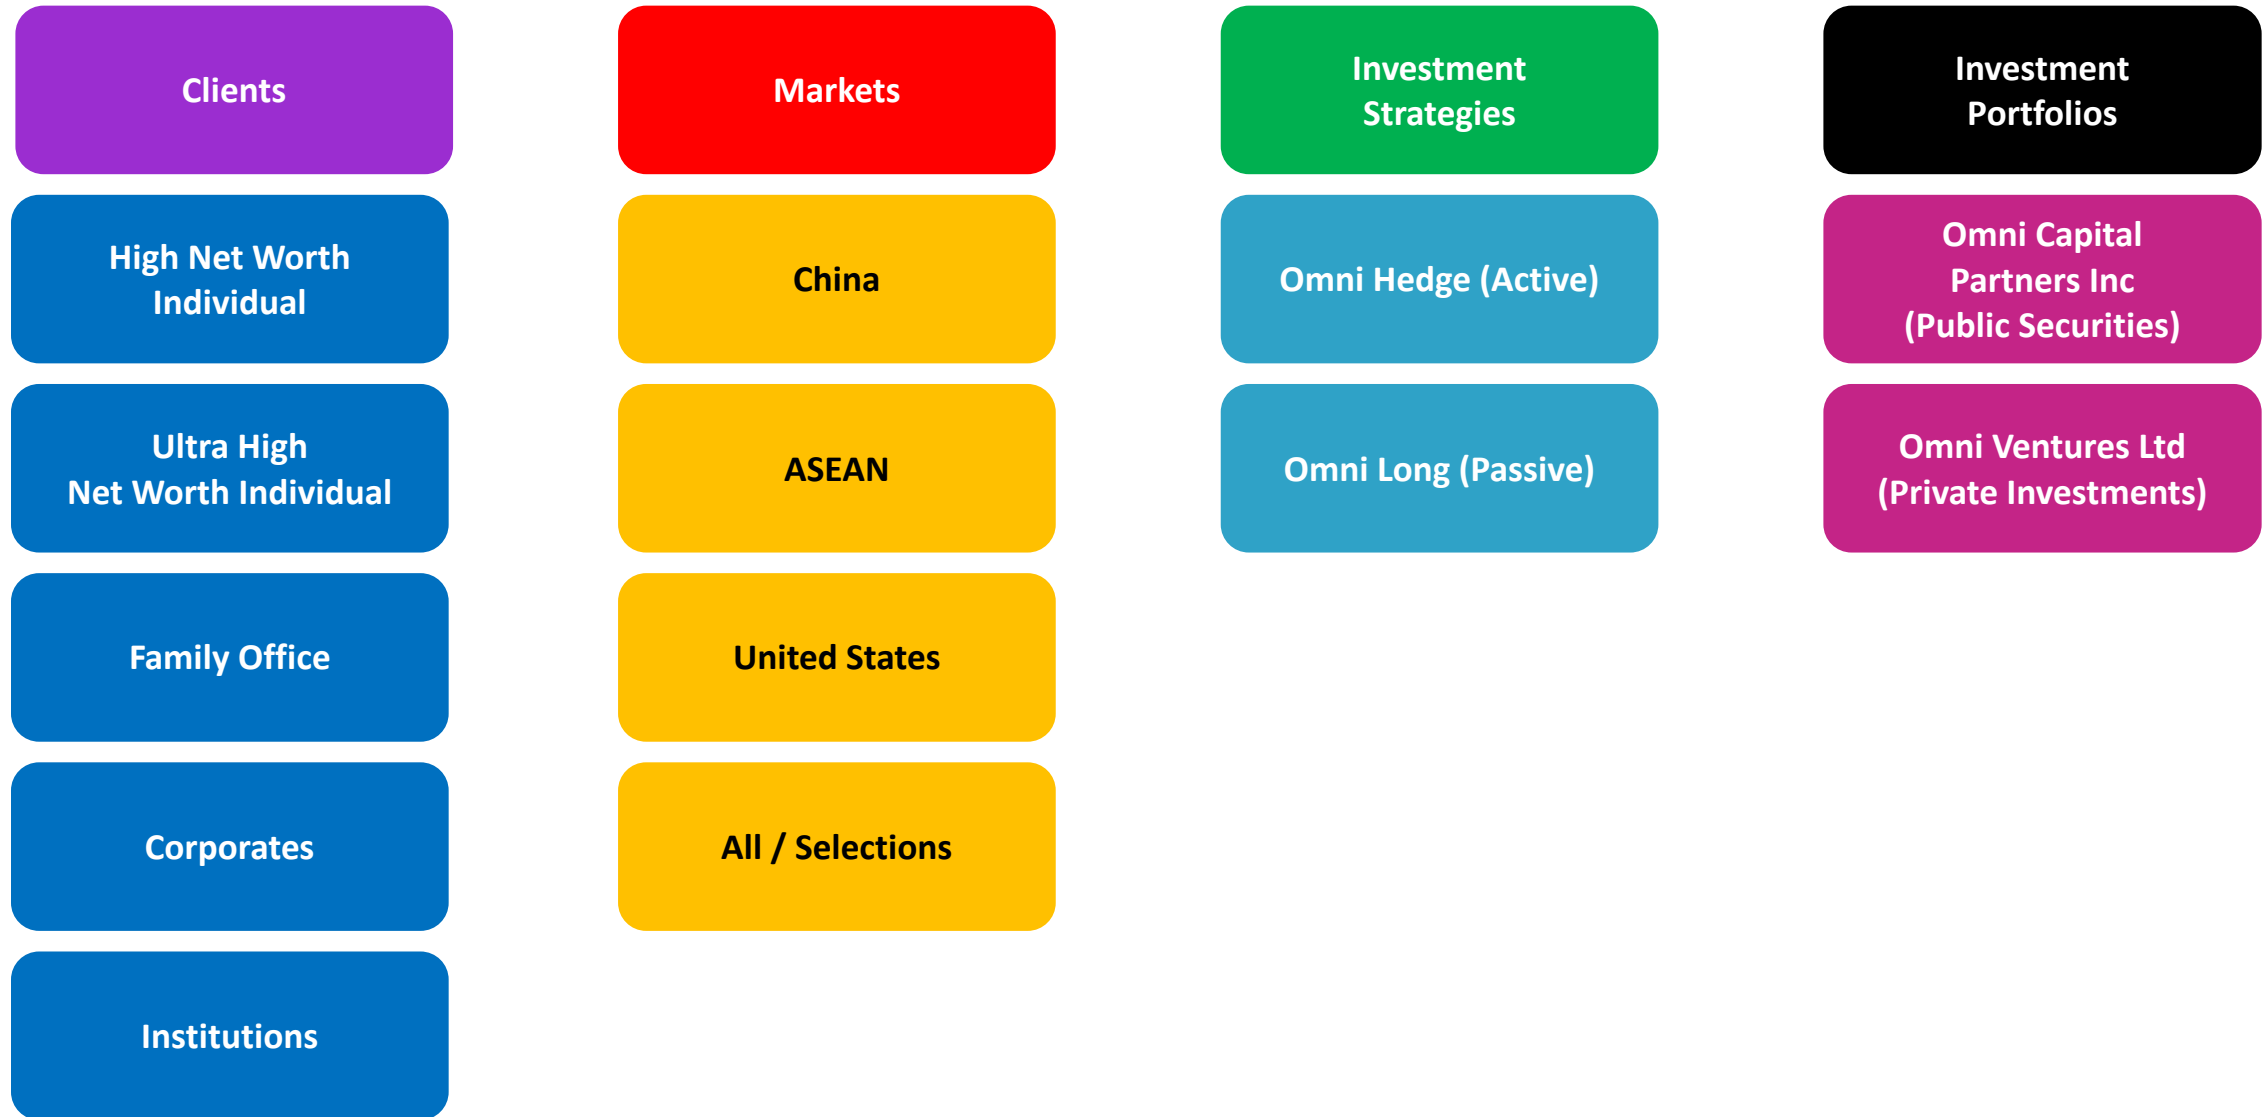 Clients
High Net Worth
Individual
Ultra High
Net Worth Individual
Family Office
Corporates
Institutions
Markets
China
ASEAN
United States
All / Selections
Investment
Strategies
Omni Hedge (Active)
Omni Long (Passive)
Investment
Portfolios
Omni Capital
Partners Inc
(Public Securities)
Omni Ventures Ltd
(Private Investments)